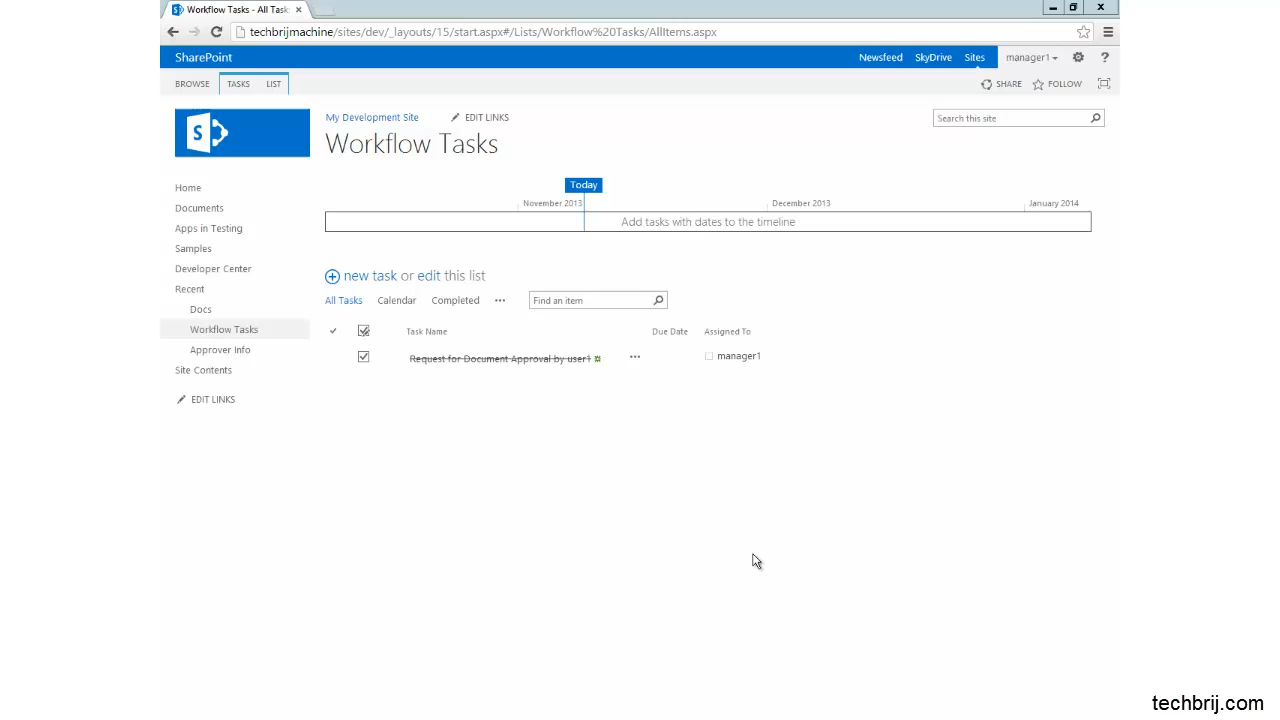 Workflow Tasks - All Tasks
techbrijmachine/sites/dev/_layouts/15/start.aspx#/Lists/Workflow%20Tasks/AllItems.aspx
SharePoint
Newsfeed SkyDrive Sites manager1 ?
BROWSE TASKS LIST
SHARE FOLLOW
S
My Development Site EDIT LINKS
Search this site
Workflow Tasks
Today
November 2013 December 2013 January 2014
Add tasks with dates to the timeline
Home
Documents
Apps in Testing
Samples
Developer Center
Recent
Docs
Workflow Tasks
Approver Info
Site Contents
EDIT LINKS
new task or edit this list
All Tasks Calendar Completed ••• Find an item
Task Name Due Date Assigned To
Request for Document Approval by user1 ••• manager1
techbrij.com